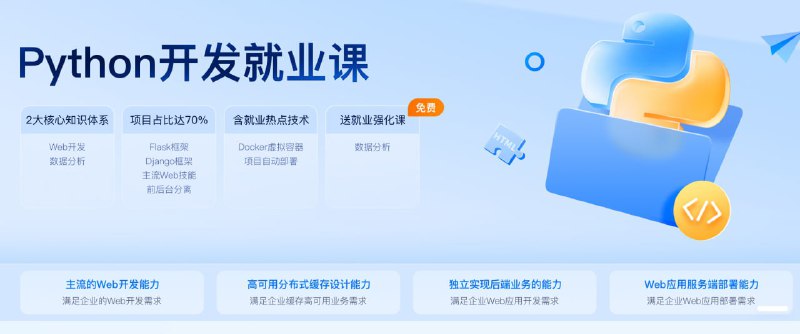 Python开发就业课
免费
2大核心知识体系
Web开发
数据分析
项目占比达70%
Flask框架
Django框架
主流Web技能
前后台分离
含就业热点技术
Docker虚拟容器
项目自动部署
送就业强化课
数据分析
HTML
</>
主流的Web开发能力
满足企业的Web开发需求
高可用分布式缓存设计能力
满足企业缓存高可用业务需求
独立实现后端业务的能力
满足企业Web应用开发需求
Web应用服务端部署能力
满足企业Web应用部署需求